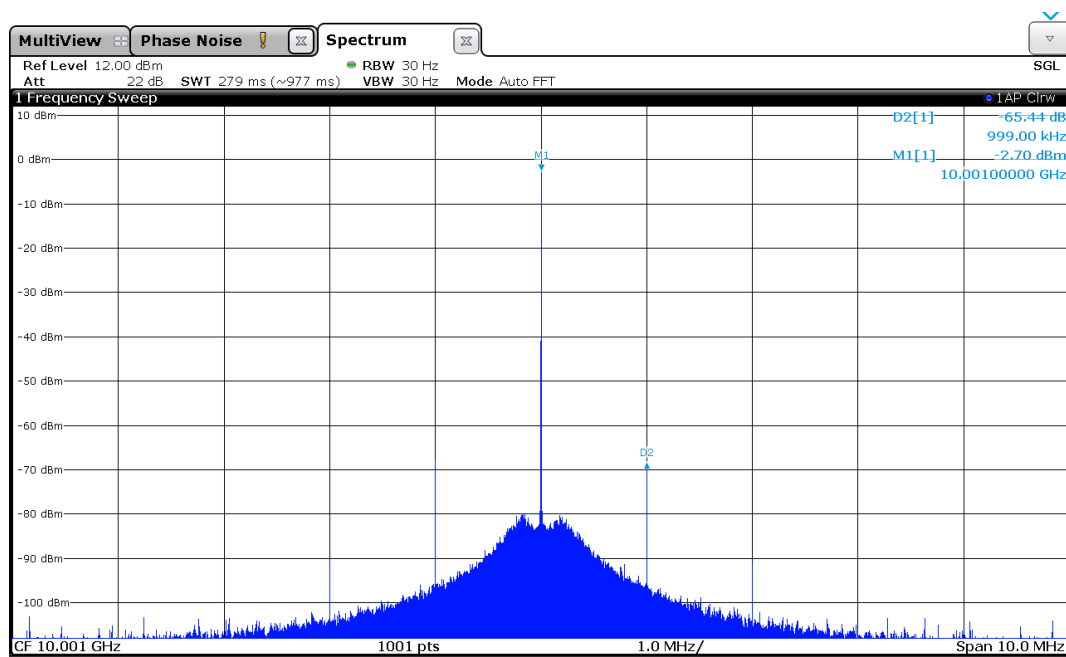 MultiView Phase Noise Spectrum
Ref Level 12.00 dBm RBW 30 Hz SGL
Att 22 dB SWT 279 ms (~977 ms) VBW 30 Hz Mode Auto FFT
1 Frequency Sweep 1AP Clrw
10 dBm D2[1] -65.44 dB
999.00 kHz
0 dBm M1 M1[1] -2.70 dBm
10.00100000 GHz
-10 dBm
-20 dBm
-30 dBm
-40 dBm
-50 dBm
-60 dBm
D2
-70 dBm
-80 dBm
-90 dBm
-100 dBm
CF 10.001 GHz 1001 pts 1.0 MHz/ Span 10.0 MHz